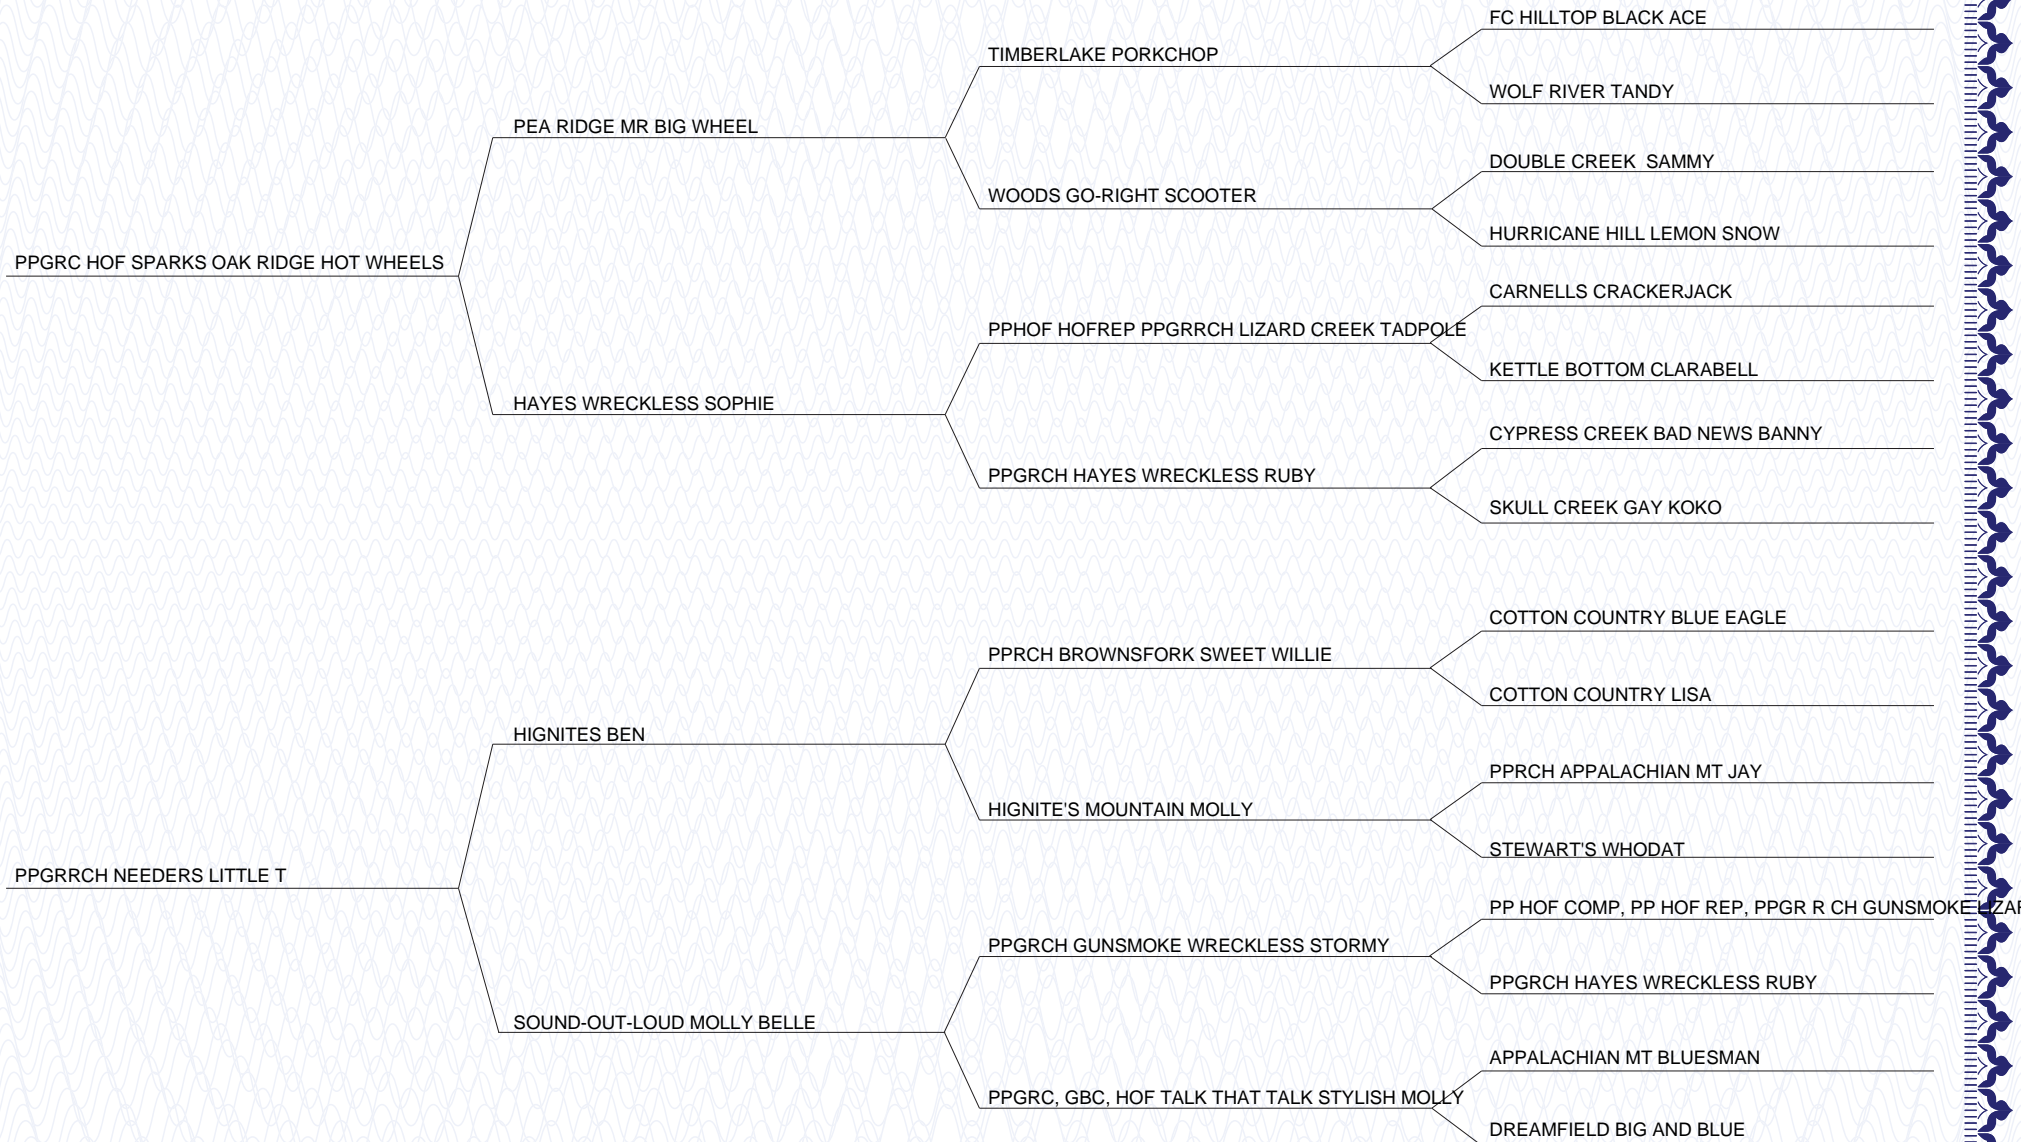 FC HILLTOP BLACK ACE
TIMBERLAKE PORKCHOP
WOLF RIVER TANDY
PEA RIDGE MR BIG WHEEL
DOUBLE CREEK  SAMMY
WOODS GO-RIGHT SCOOTER
HURRICANE HILL LEMON SNOW
PPGRC HOF SPARKS OAK RIDGE HOT WHEELS
CARNELLS CRACKERJACK
PPHOF HOFREP PPGRRCH LIZARD CREEK TADPOLE
KETTLE BOTTOM CLARABELL
HAYES WRECKLESS SOPHIE
CYPRESS CREEK BAD NEWS BANNY
PPGRCH HAYES WRECKLESS RUBY
SKULL CREEK GAY KOKO
COTTON COUNTRY BLUE EAGLE
PPRCH BROWNSFORK SWEET WILLIE
COTTON COUNTRY LISA
HIGNITES BEN
PPRCH APPALACHIAN MT JAY
HIGNITE'S MOUNTAIN MOLLY
STEWART'S WHODAT
PPGRRCH NEEDERS LITTLE T
PP HOF COMP, PP HOF REP, PPGR R CH GUNSMOKE
PPGRCH GUNSMOKE WRECKLESS STORMY
PPGRCH HAYES WRECKLESS RUBY
SOUND-OUT-LOUD MOLLY BELLE
APPALACHIAN MT BLUESMAN
PPGRC, GBC, HOF TALK THAT TALK STYLISH MOLLY
DREAMFIELD BIG AND BLUE